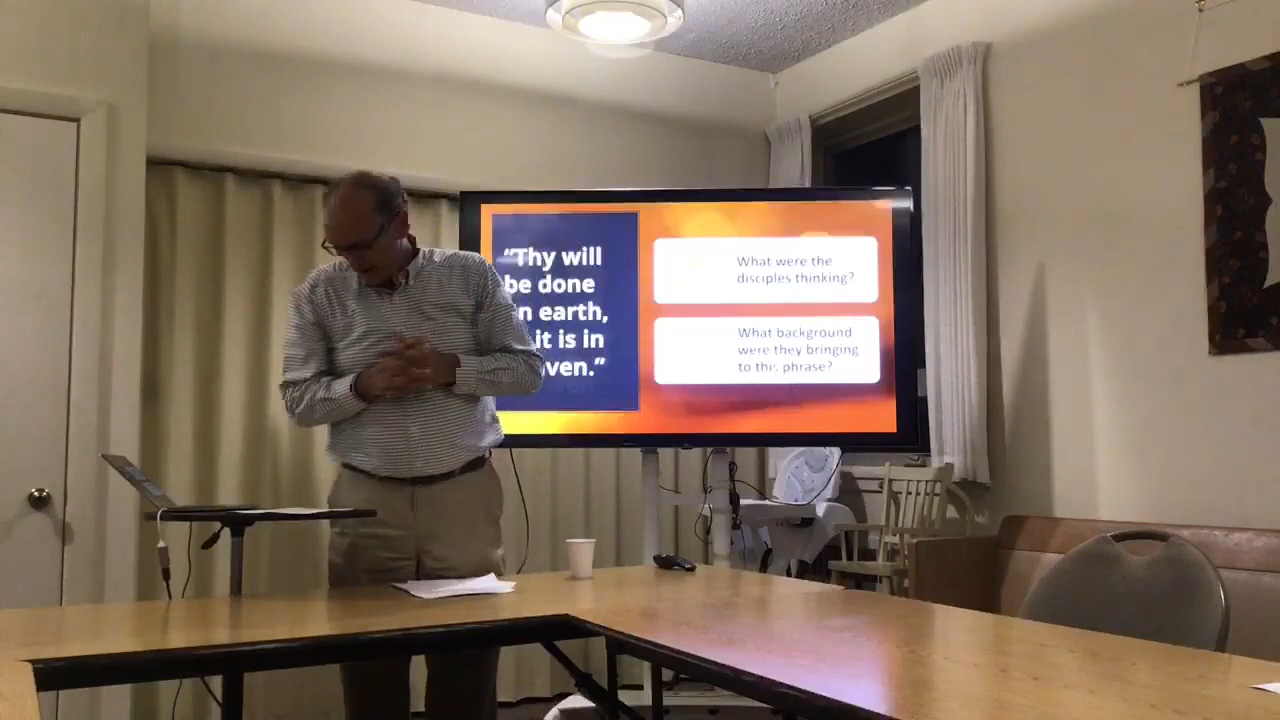 “Thy will
be done
n earth,
it is in
ven.”
What were the
disciples thinking?
What background
were they bringing
to this phrase?